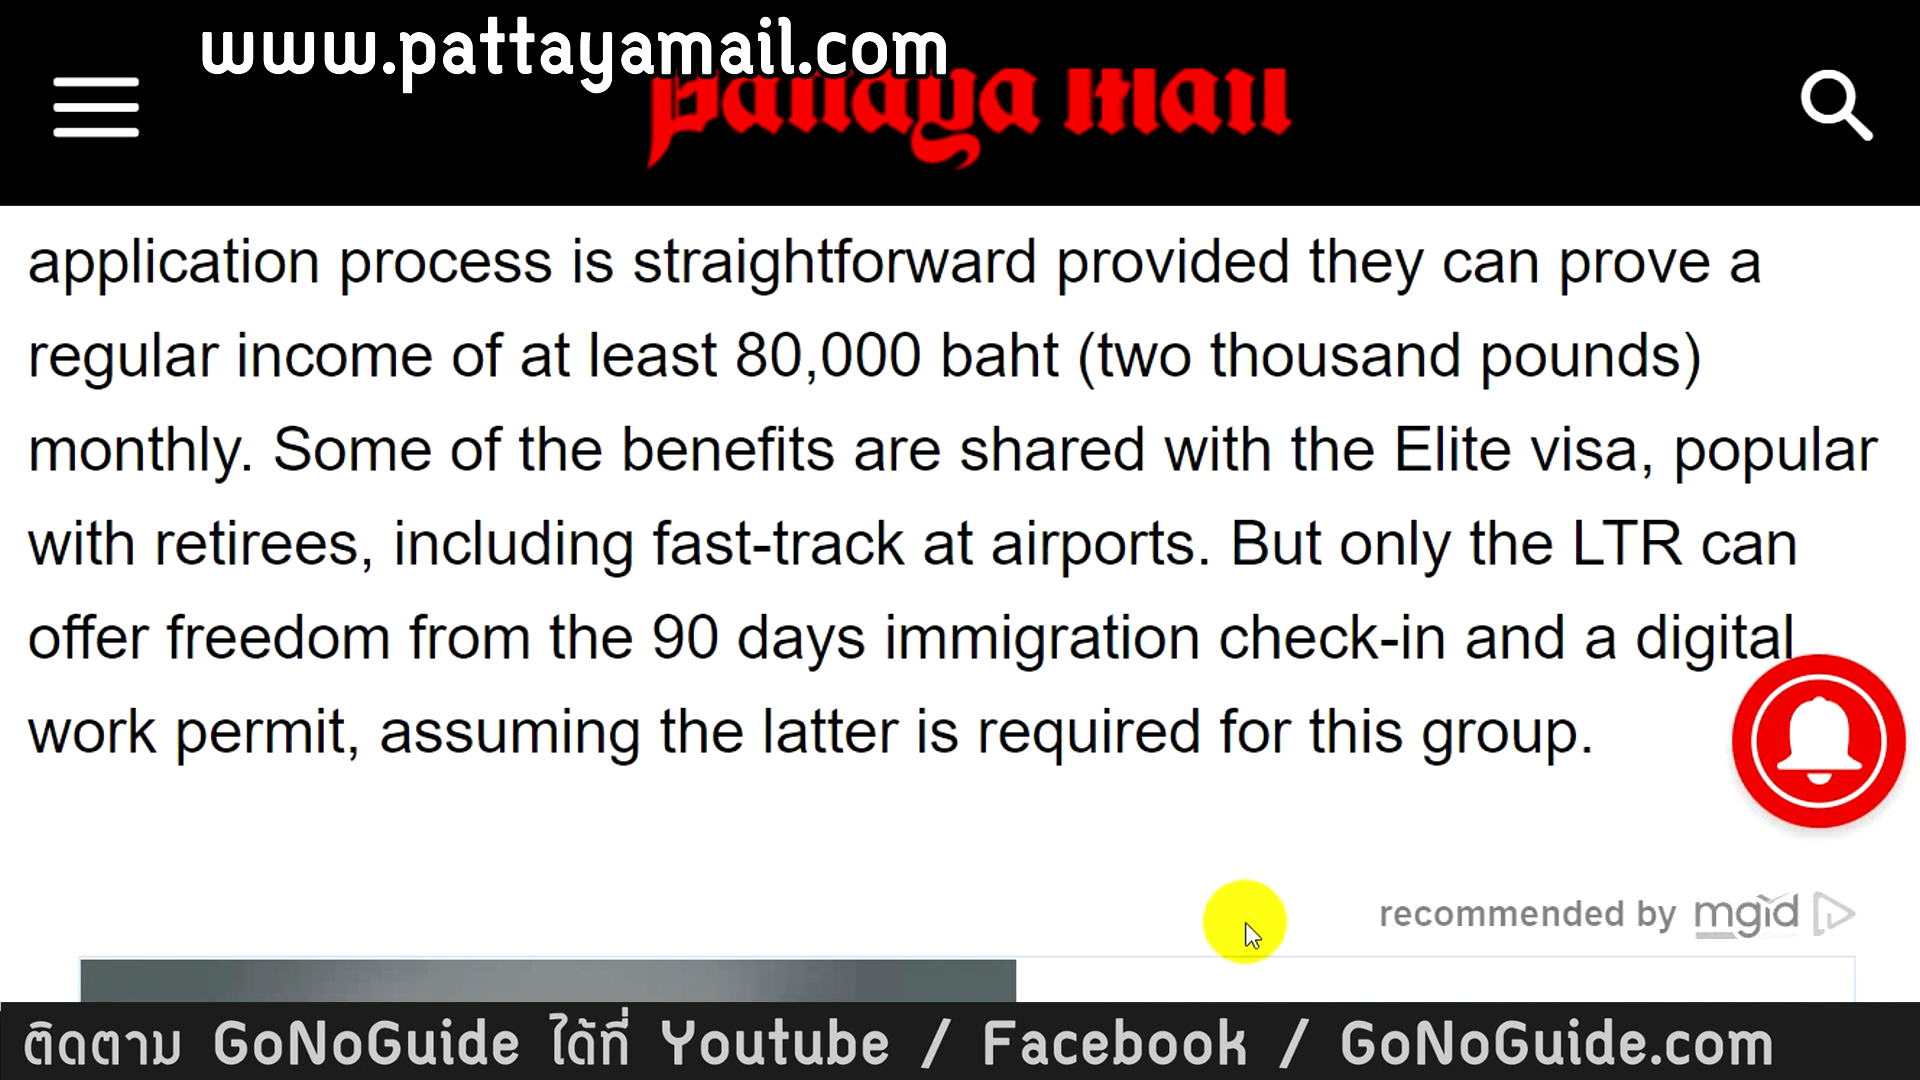 www.pattayamail.com
Pattaya Mail
application process is straightforward provided they can prove a
regular income of at least 80,000 baht (two thousand pounds)
monthly. Some of the benefits are shared with the Elite visa, popular
with retirees, including fast-track at airports. But only the LTR can
offer freedom from the 90 days immigration check-in and a digital
work permit, assuming the latter is required for this group.
recommended by mgid
ติดตาม GoNoGuide ได้ที่ Youtube / Facebook / GoNoGuide.com